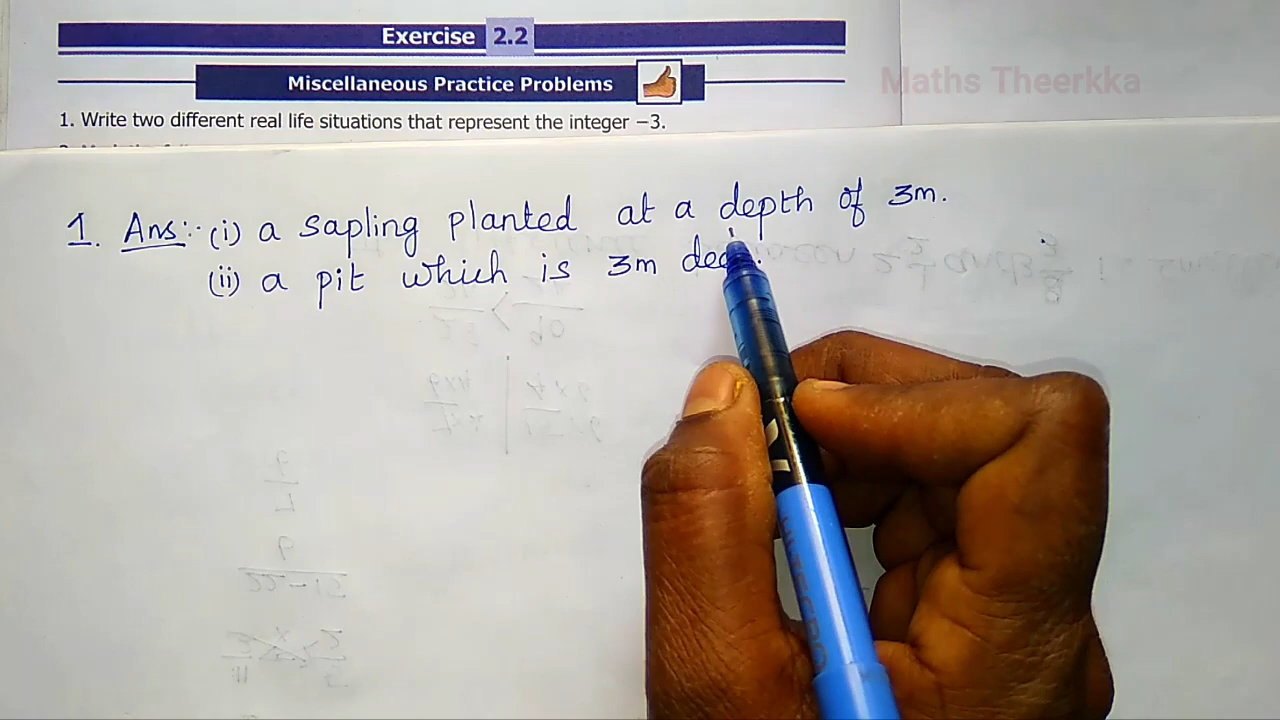 Exercise 2.2
Miscellaneous Practice Problems
Maths Theerkka
1. Write two different real life situations that represent the integer −3.
1. Ans:- (i) a sapling planted at a depth of 3m.
(ii) a pit which is 3m